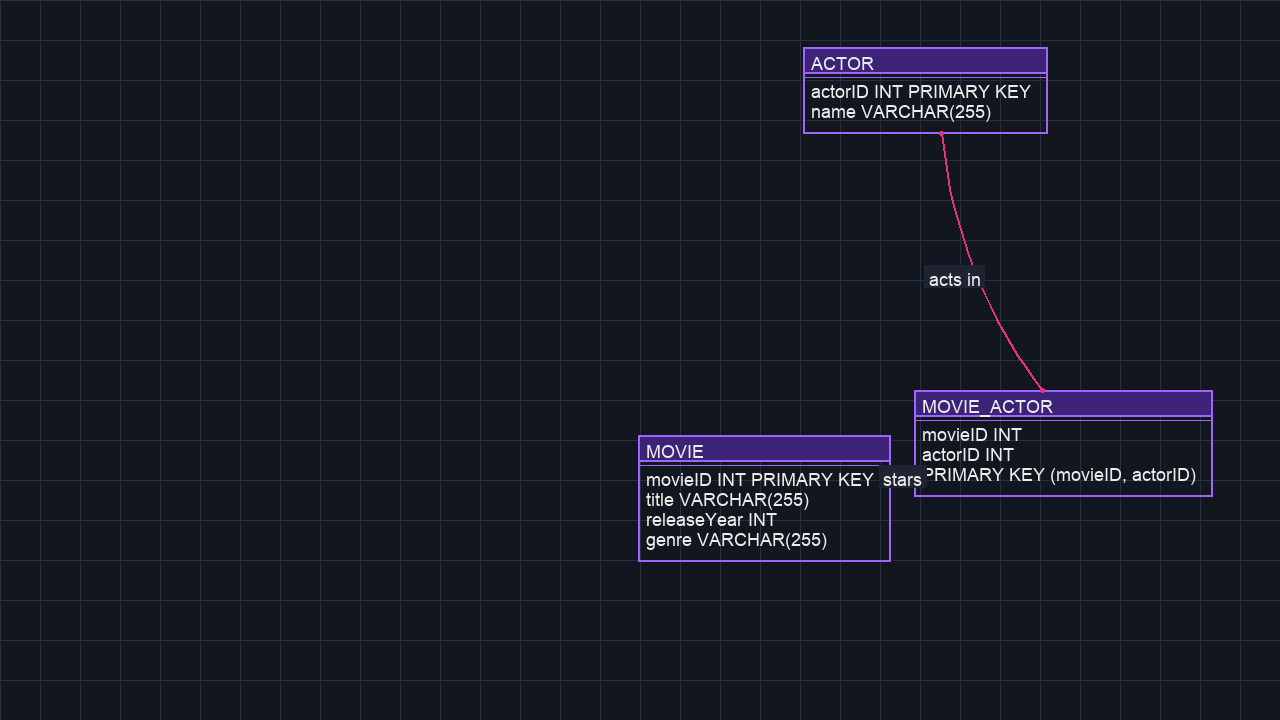 ACTOR
actorID INT PRIMARY KEY
name VARCHAR(255)
acts in
MOVIE_ACTOR
movieID INT
actorID INT
PRIMARY KEY (movieID, actorID)
stars
MOVIE
movieID INT PRIMARY KEY
title VARCHAR(255)
releaseYear INT
genre VARCHAR(255)